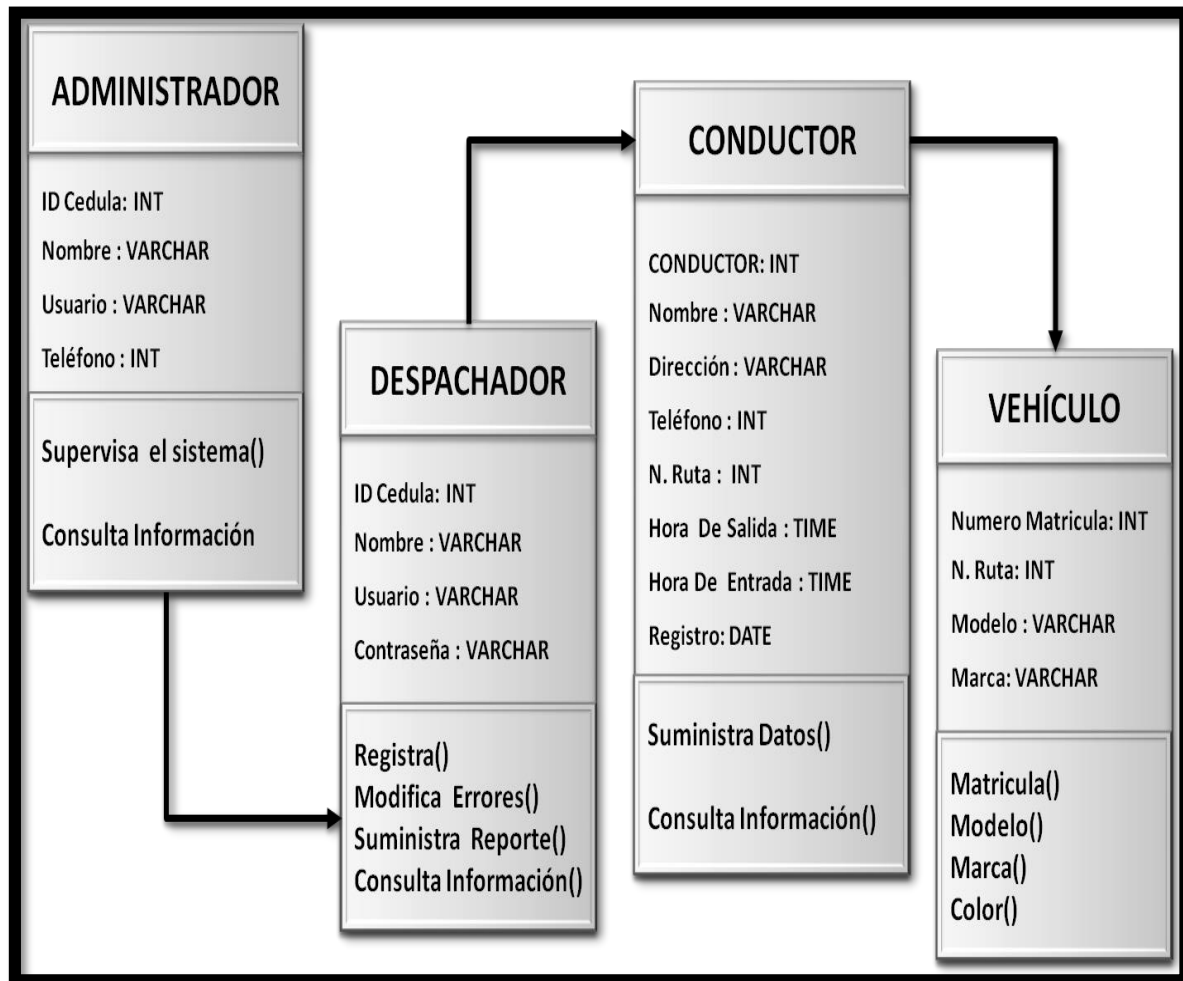 ADMINISTRADOR
ID Cedula: INT
Nombre : VARCHAR
Usuario : VARCHAR
Teléfono : INT
Supervisa el sistema()
Consulta Información
DESPACHADOR
ID Cedula: INT
Nombre : VARCHAR
Usuario : VARCHAR
Contraseña : VARCHAR
Registra()
Modifica Errores()
Suministra Reporte()
Consulta Información()
CONDUCTOR
CONDUCTOR: INT
Nombre : VARCHAR
Dirección : VARCHAR
Teléfono : INT
N. Ruta : INT
Hora De Salida : TIME
Hora De Entrada : TIME
Registro: DATE
Suministra Datos()
Consulta Información()
VEHÍCULO
Numero Matricula: INT
N. Ruta: INT
Modelo : VARCHAR
Marca: VARCHAR
Matricula()
Modelo()
Marca()
Color()